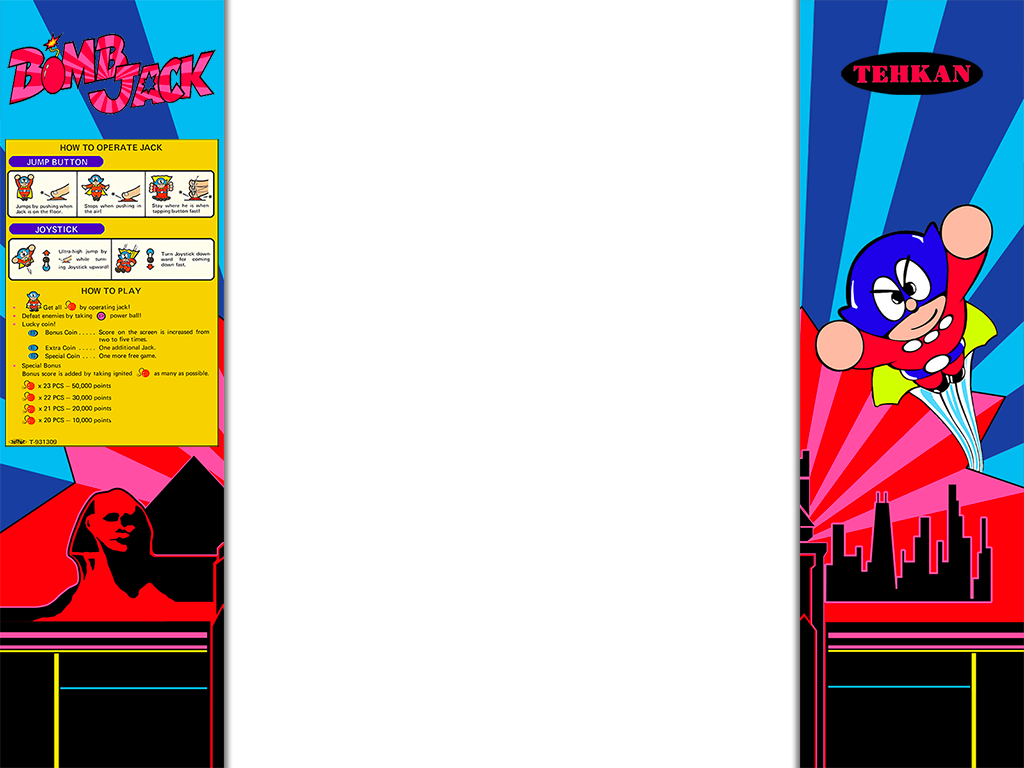 BOMB JACK
TEHKAN
HOW TO OPERATE JACK
JUMP BUTTON
Jumps by pushing when
Jack is on the floor.
Stops when pushing in
the air!
Stay where he is when
tapping button fast!
JOYSTICK
Ultra-high jump by
while turn-
ing Joystick upward!
Turn Joystick down
ward for coming
down fast.
HOW TO PLAY
Get all by operating jack!
Defeat enemies by taking power ball!
Lucky coin!
Bonus Coin ..... Score on the screen is increased from
two to five times.
Extra Coin ..... One additional Jack.
Special Coin .... One more free game.
Special Bonus
Bonus score is added by taking ignited as many as possible.
x 23 PCS – 50,000 points
x 22 PCS – 30,000 points
x 21 PCS – 20,000 points
x 20 PCS – 10,000 points
T-931309